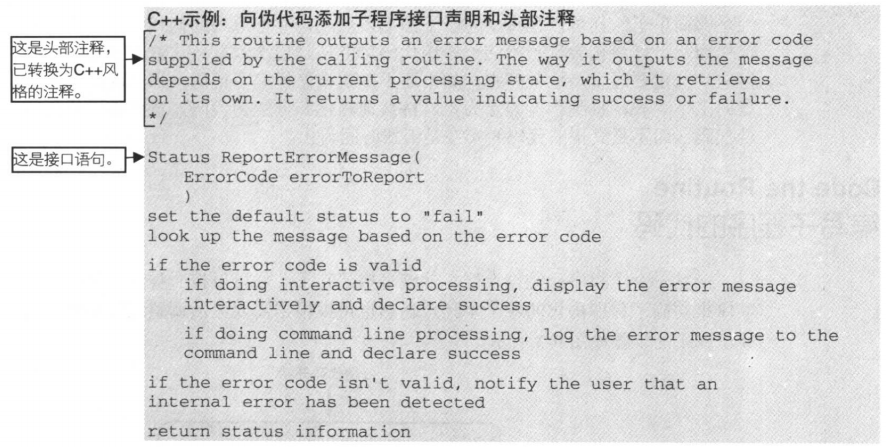 C++示例：向伪代码添加子程序接口声明和头部注释
这是头部注释，
已转换为C++风
格的注释。
/* This routine outputs an error message based on an error code
supplied by the calling routine. The way it outputs the message
depends on the current processing state, which it retrieves
on its own. It returns a value indicating success or failure.
*/
这是接口语句。
Status ReportErrorMessage(
ErrorCode errorToReport
)
set the default status to "fail"
look up the message based on the error code
if the error code is valid
if doing interactive processing, display the error message
interactively and declare success
if doing command line processing, log the error message to the
command line and declare success
if the error code isn't valid, notify the user that an
internal error has been detected
return status information